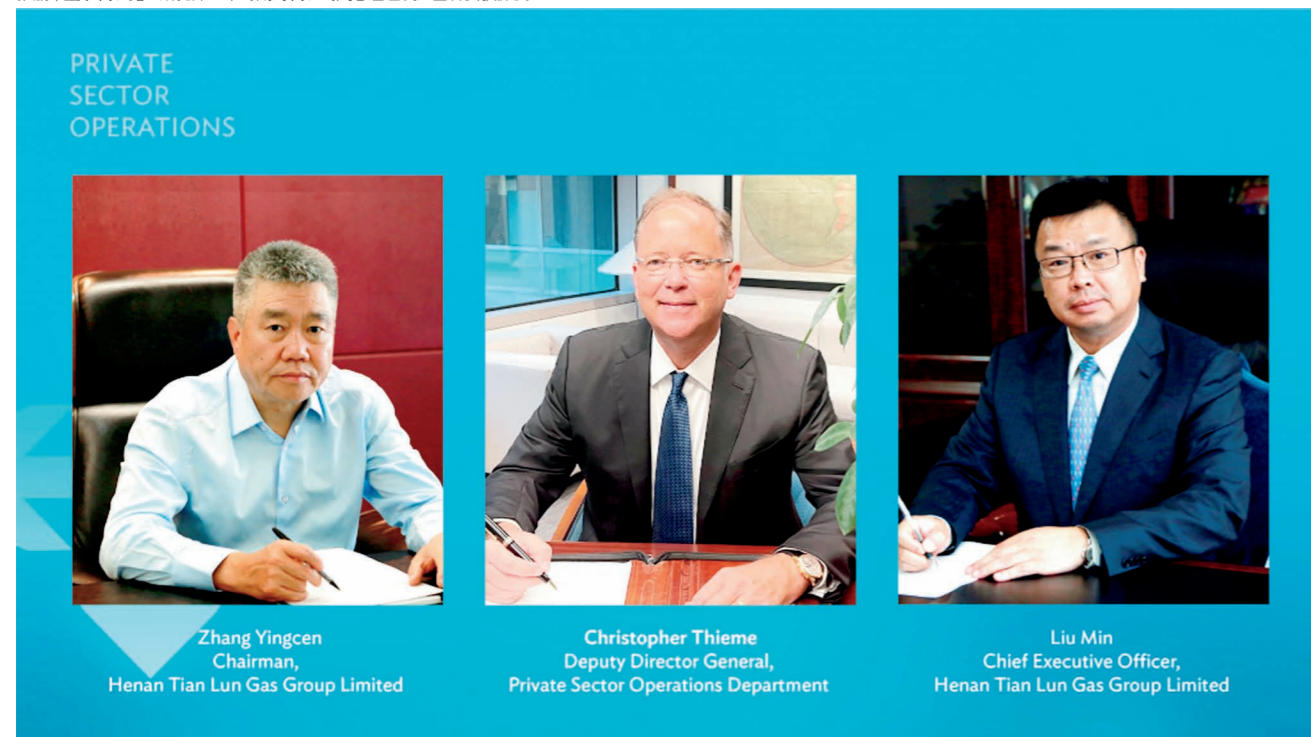 PRIVATE
SECTOR
OPERATIONS
Zhang Yingcen
Chairman,
Henan Tian Lun Gas Group Limited
Christopher Thieme
Deputy Director General,
Private Sector Operations Department
Liu Min
Chief Executive Officer,
Henan Tian Lun Gas Group Limited